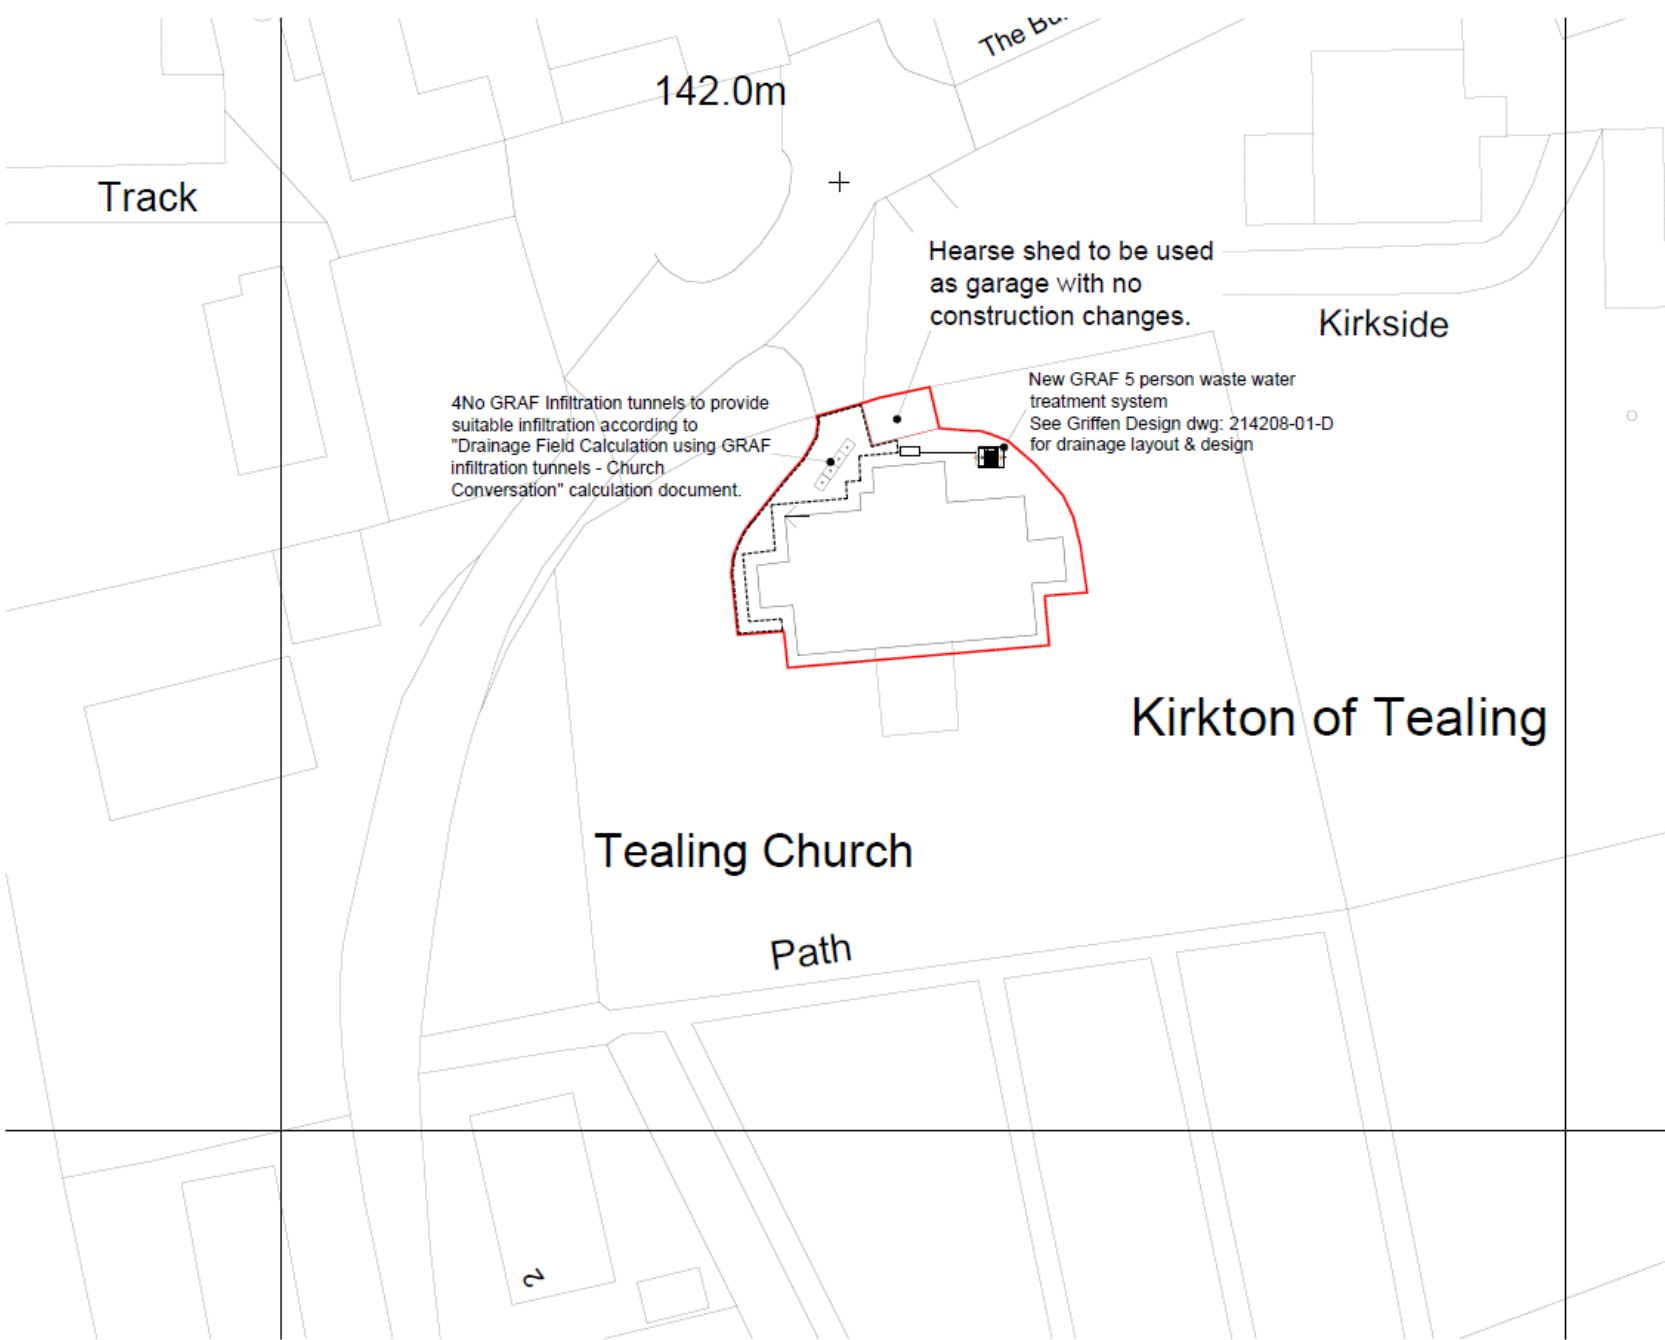 The
142.0m
Track
Hearse shed to be used
as garage with no
construction changes.
Kirkside
New GRAF 5 person waste water
treatment system
See Griffen Design dwg: 214208-01-D
for drainage layout & design
4No GRAF Infiltration tunnels to provide
suitable infiltration according to
"Drainage Field Calculation using GRAF
infiltration tunnels - Church
Conversation" calculation document.
Kirkton of Tealing
Tealing Church
Path
2